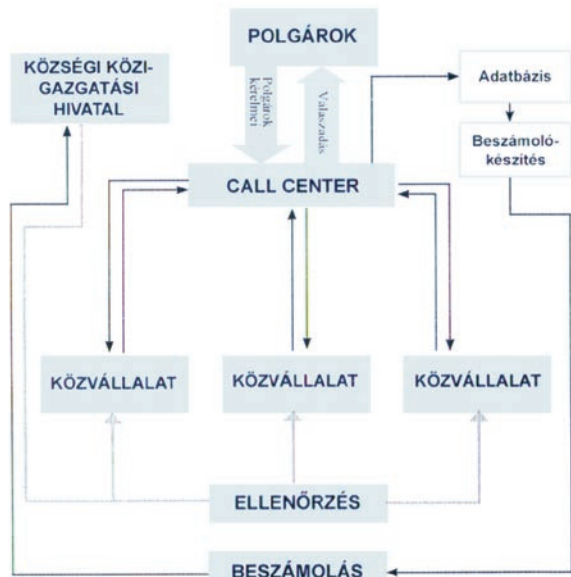 POLGÁROK
KÖZSÉGI KÖZI-
GAZGATÁSI
HIVATAL
Polgárok
kérelmei
Válaszadás
Adatbázis
Beszámoló-
készítés
CALL CENTER
KÖZVÁLLALAT
KÖZVÁLLALAT
KÖZVÁLLALAT
ELLENŐRZÉS
BESZÁMOLÁS